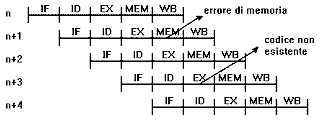 n IF ID EX MEM WB errore di memoria
n+1 IF ID EX MEM WB codice non
n+2 IF ID EX MEM WB esistente
n+3 IF ID EX MEM WB
n+4 IF ID EX MEM WB